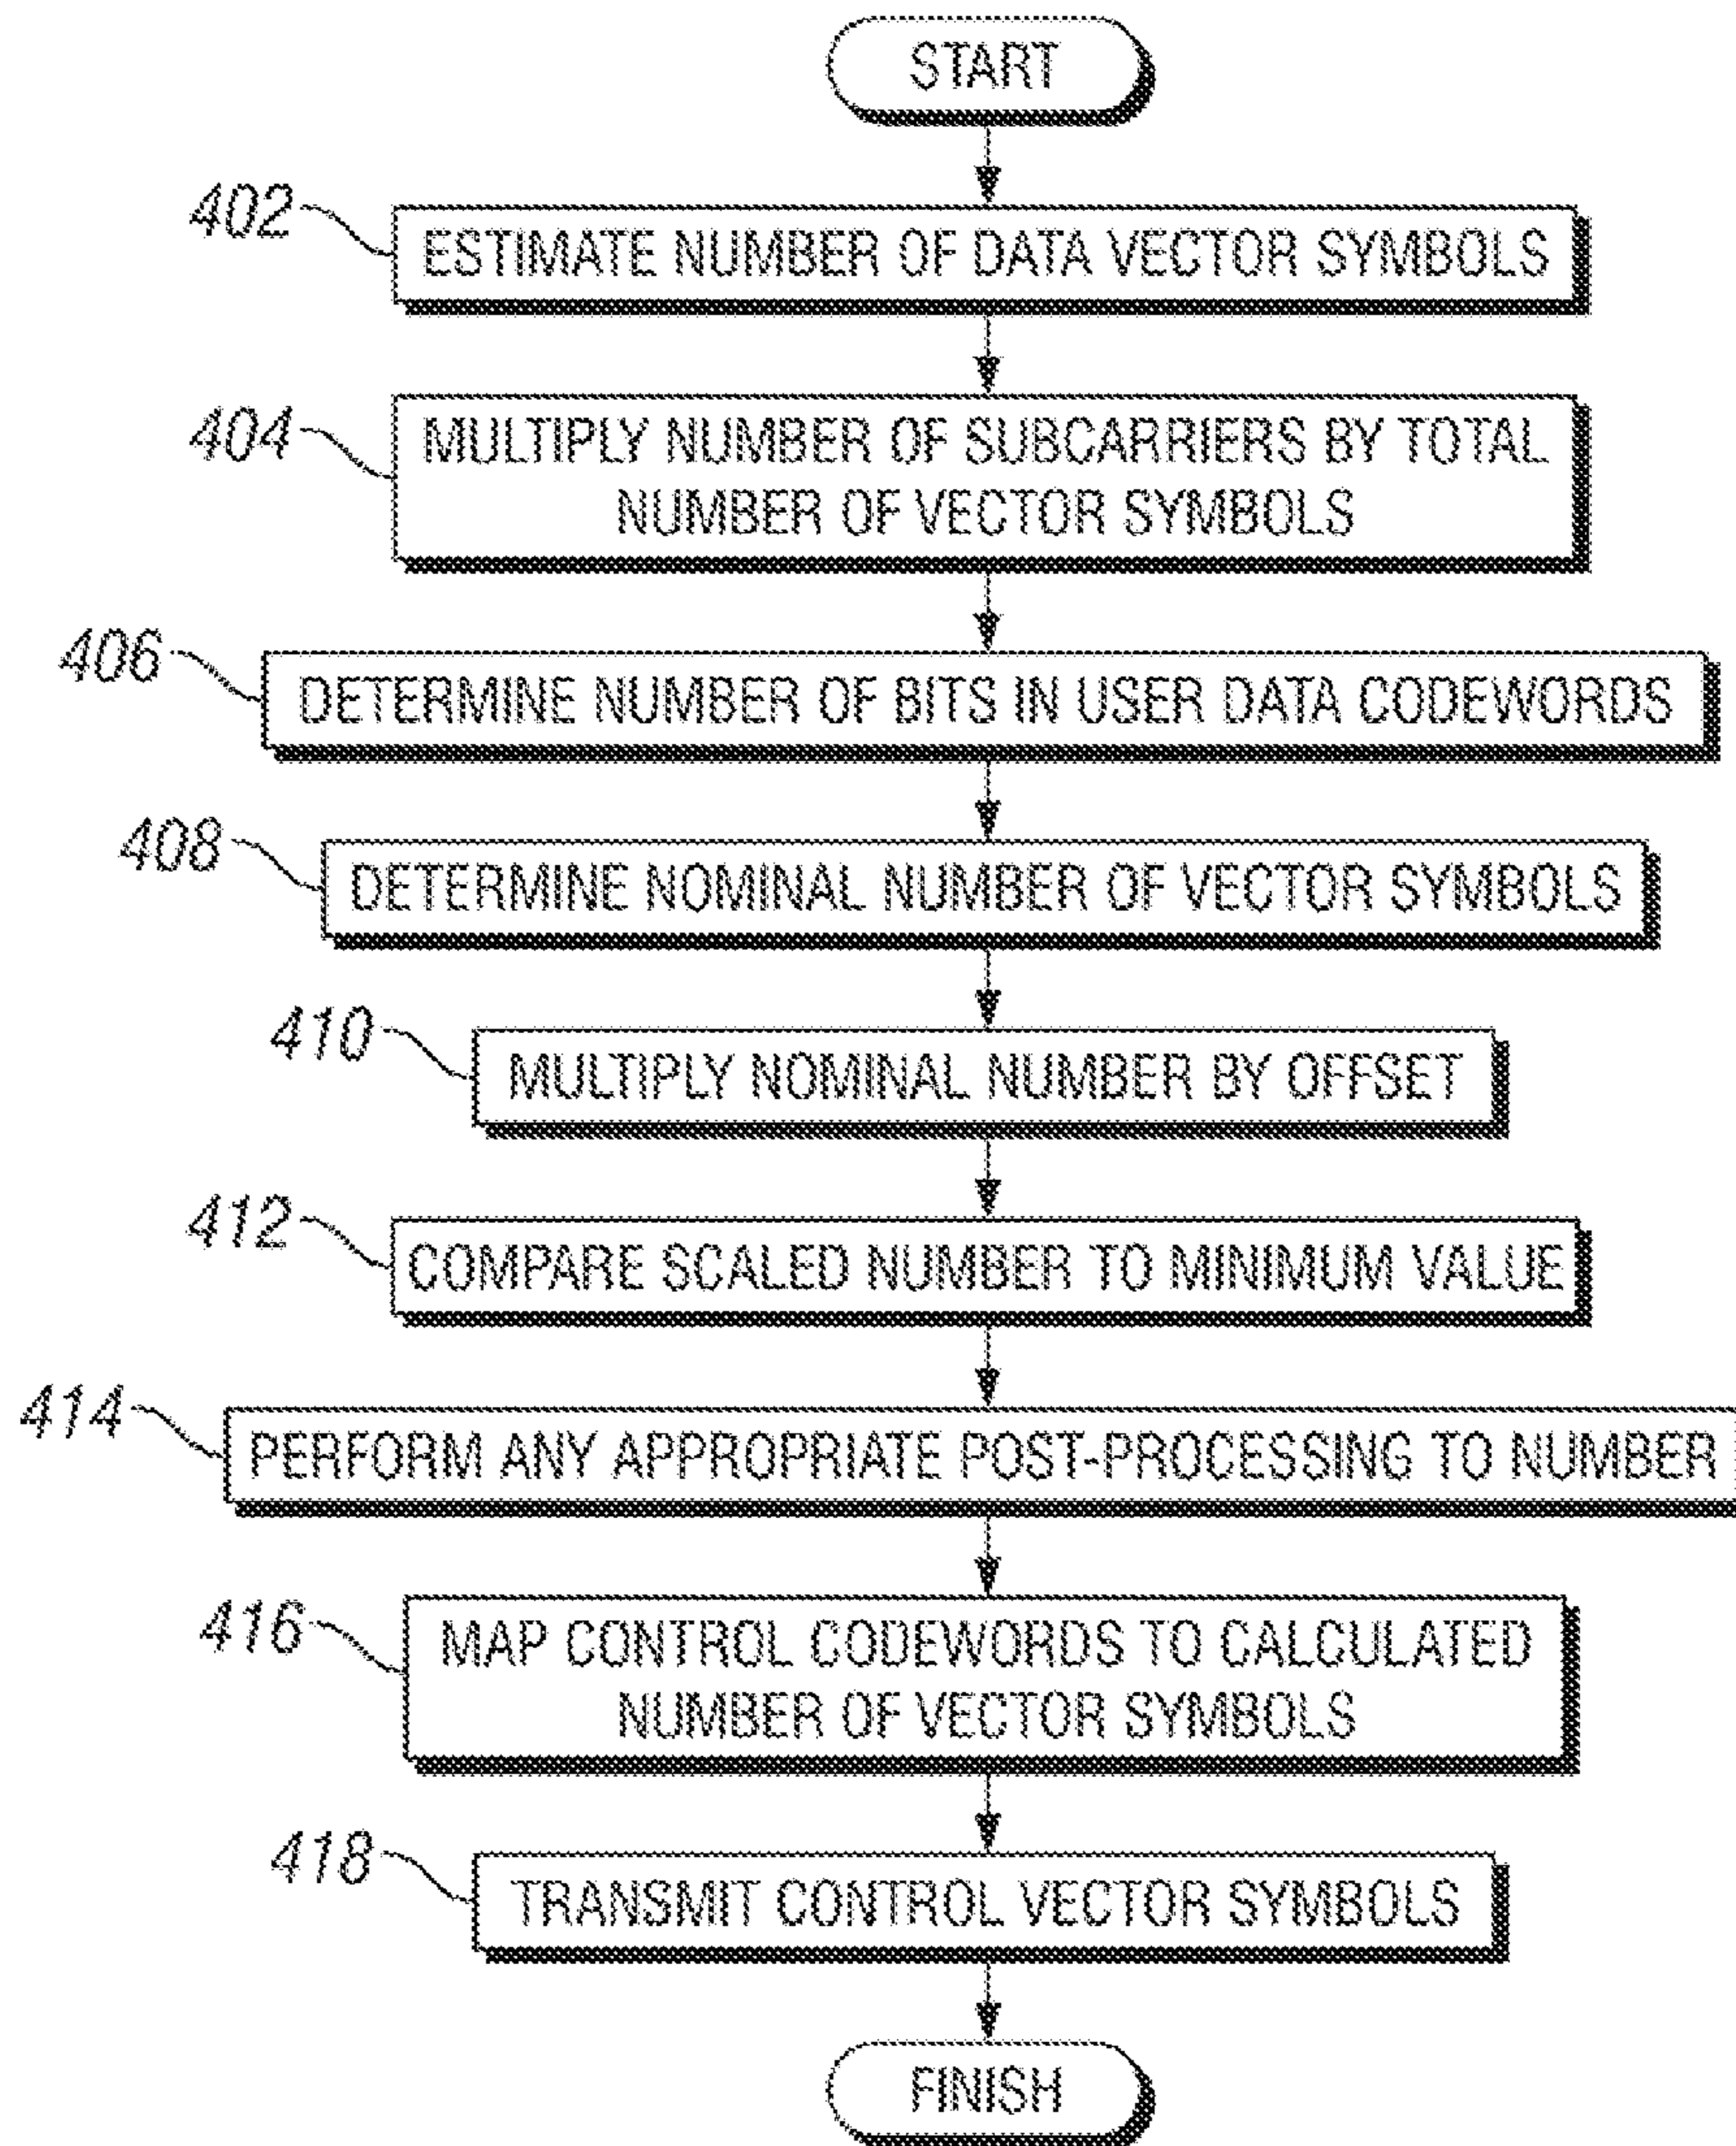 START
402
ESTIMATE NUMBER OF DATA VECTOR SYMBOLS
404
MULTIPLY NUMBER OF SUBCARRIERS BY TOTAL
NUMBER OF VECTOR SYMBOLS
406
DETERMINE NUMBER OF BITS IN USER DATA CODEWORDS
408
DETERMINE NOMINAL NUMBER OF VECTOR SYMBOLS
410
MULTIPLY NOMINAL NUMBER BY OFFSET
412
COMPARE SCALED NUMBER TO MINIMUM VALUE
414
PERFORM ANY APPROPRIATE POST-PROCESSING TO NUMBER
416
MAP CONTROL CODEWORDS TO CALCULATED
NUMBER OF VECTOR SYMBOLS
418
TRANSMIT CONTROL VECTOR SYMBOLS
FINISH